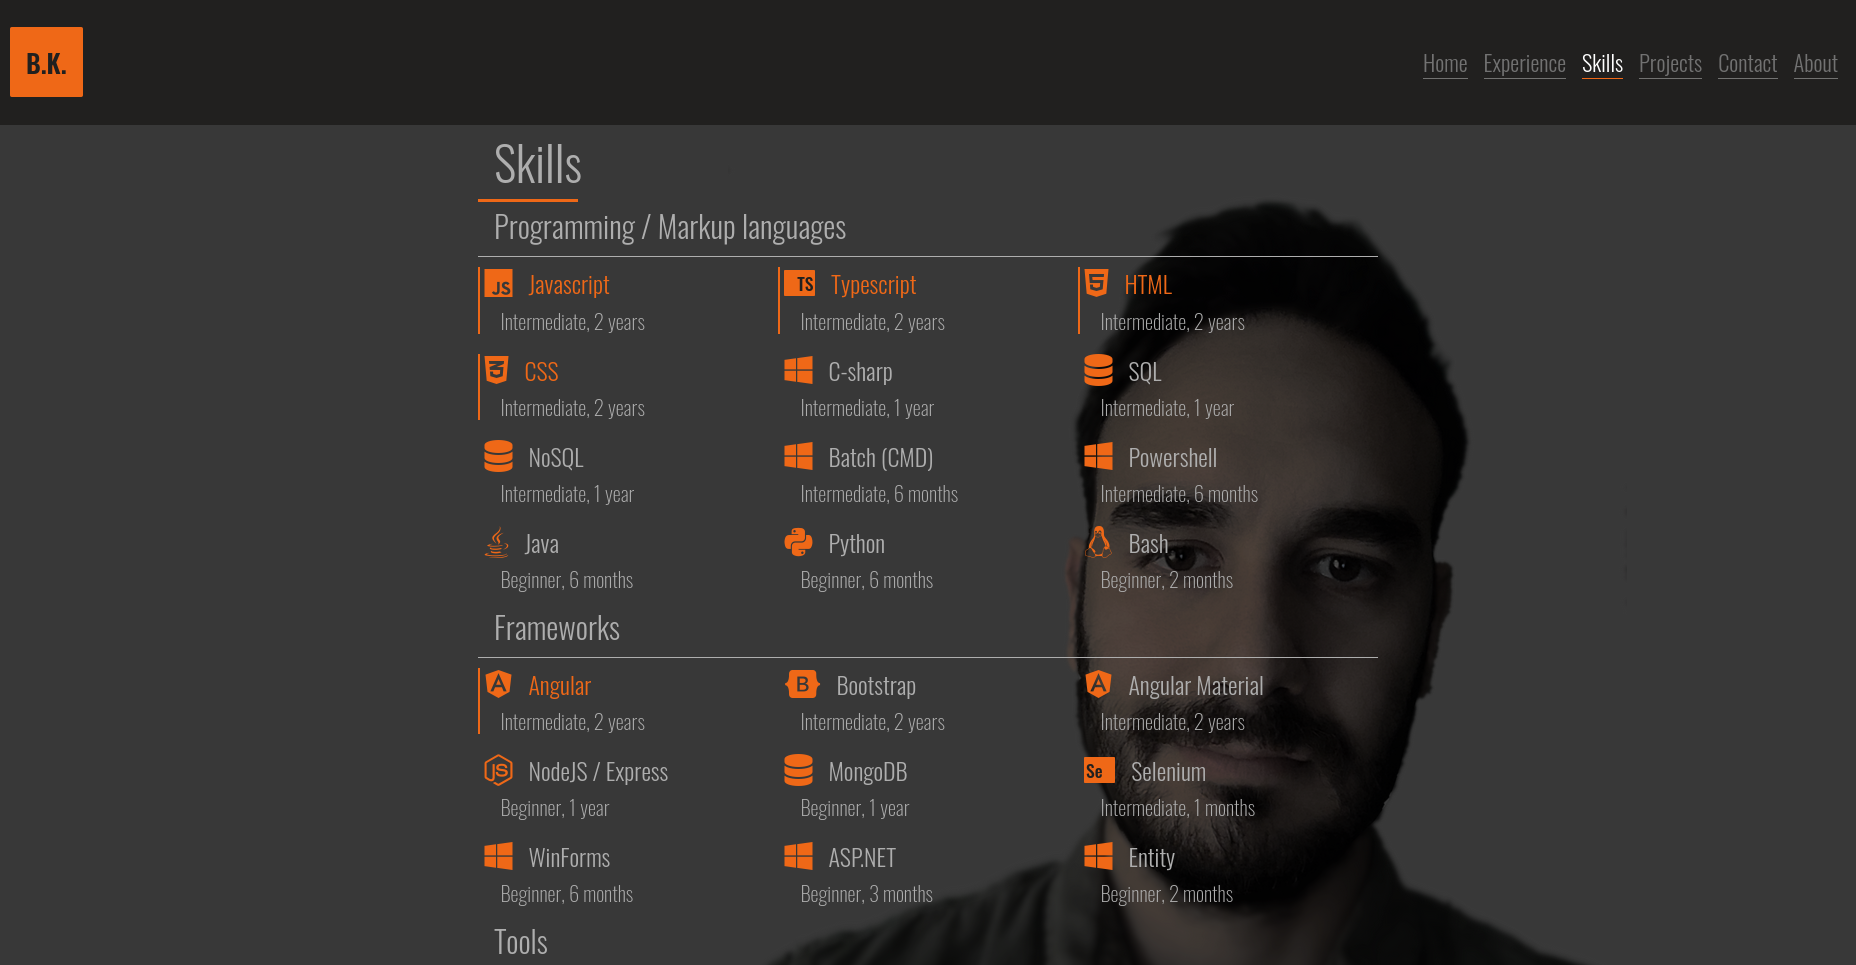 B.K.
Home Experience Skills Projects Contact About
Skills
Programming / Markup languages
JS Javascript TS Typescript HTML
Intermediate, 2 years Intermediate, 2 years Intermediate, 2 years
CSS C-sharp SQL
Intermediate, 2 years Intermediate, 1 year Intermediate, 1 year
NoSQL Batch (CMD) Powershell
Intermediate, 1 year Intermediate, 6 months Intermediate, 6 months
Java Python Bash
Beginner, 6 months Beginner, 6 months Beginner, 2 months
Frameworks
A Angular B Bootstrap A Angular Material
Intermediate, 2 years Intermediate, 2 years Intermediate, 2 years
JS NodeJS / Express MongoDB Se Selenium
Beginner, 1 year Beginner, 1 year Intermediate, 1 months
WinForms ASP.NET Entity
Beginner, 6 months Beginner, 3 months Beginner, 2 months
Tools